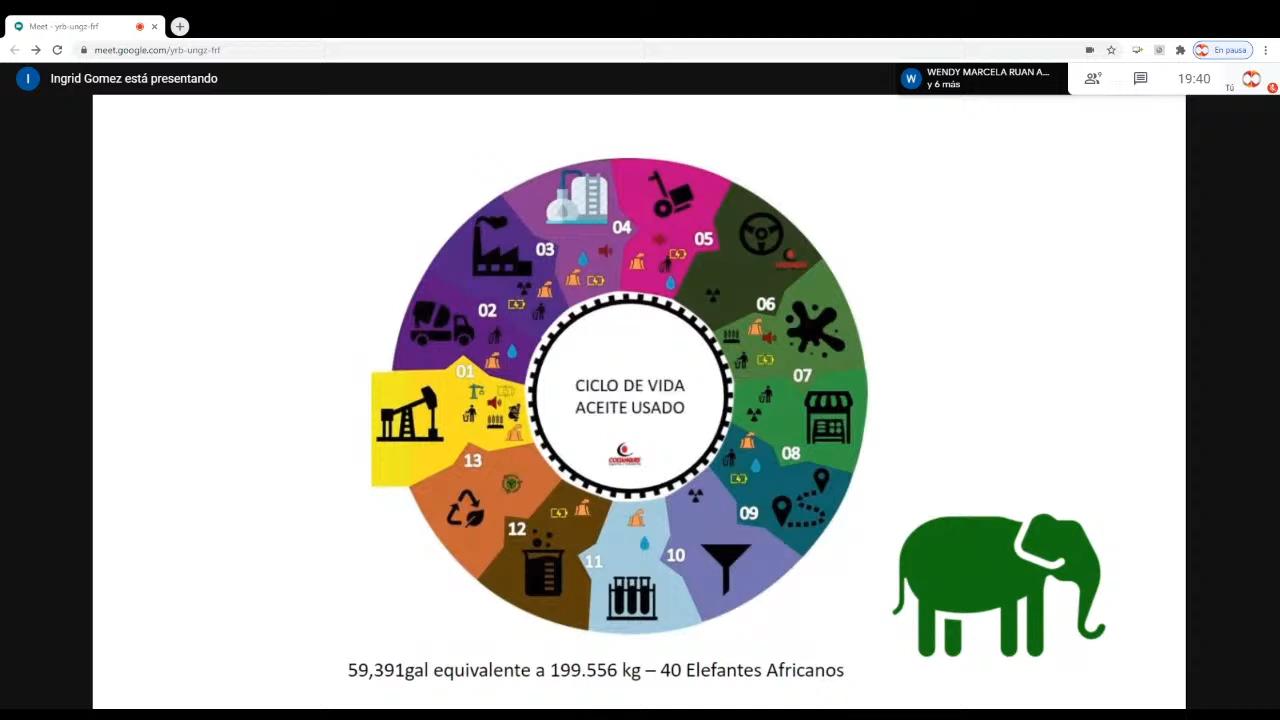 Meet - yrb-ungz-frf
meet.google.com/yrb-ungz-frf
En pausa
I
Ingrid Gomez está presentando
W
WENDY MARCELA RUAN A...
y 6 más
19:40
Tú
04
05
03
02
06
01
07
CICLO DE VIDA
ACEITE USADO
08
13
09
12
11
10
59,391gal equivalente a 199.556 kg – 40 Elefantes Africanos